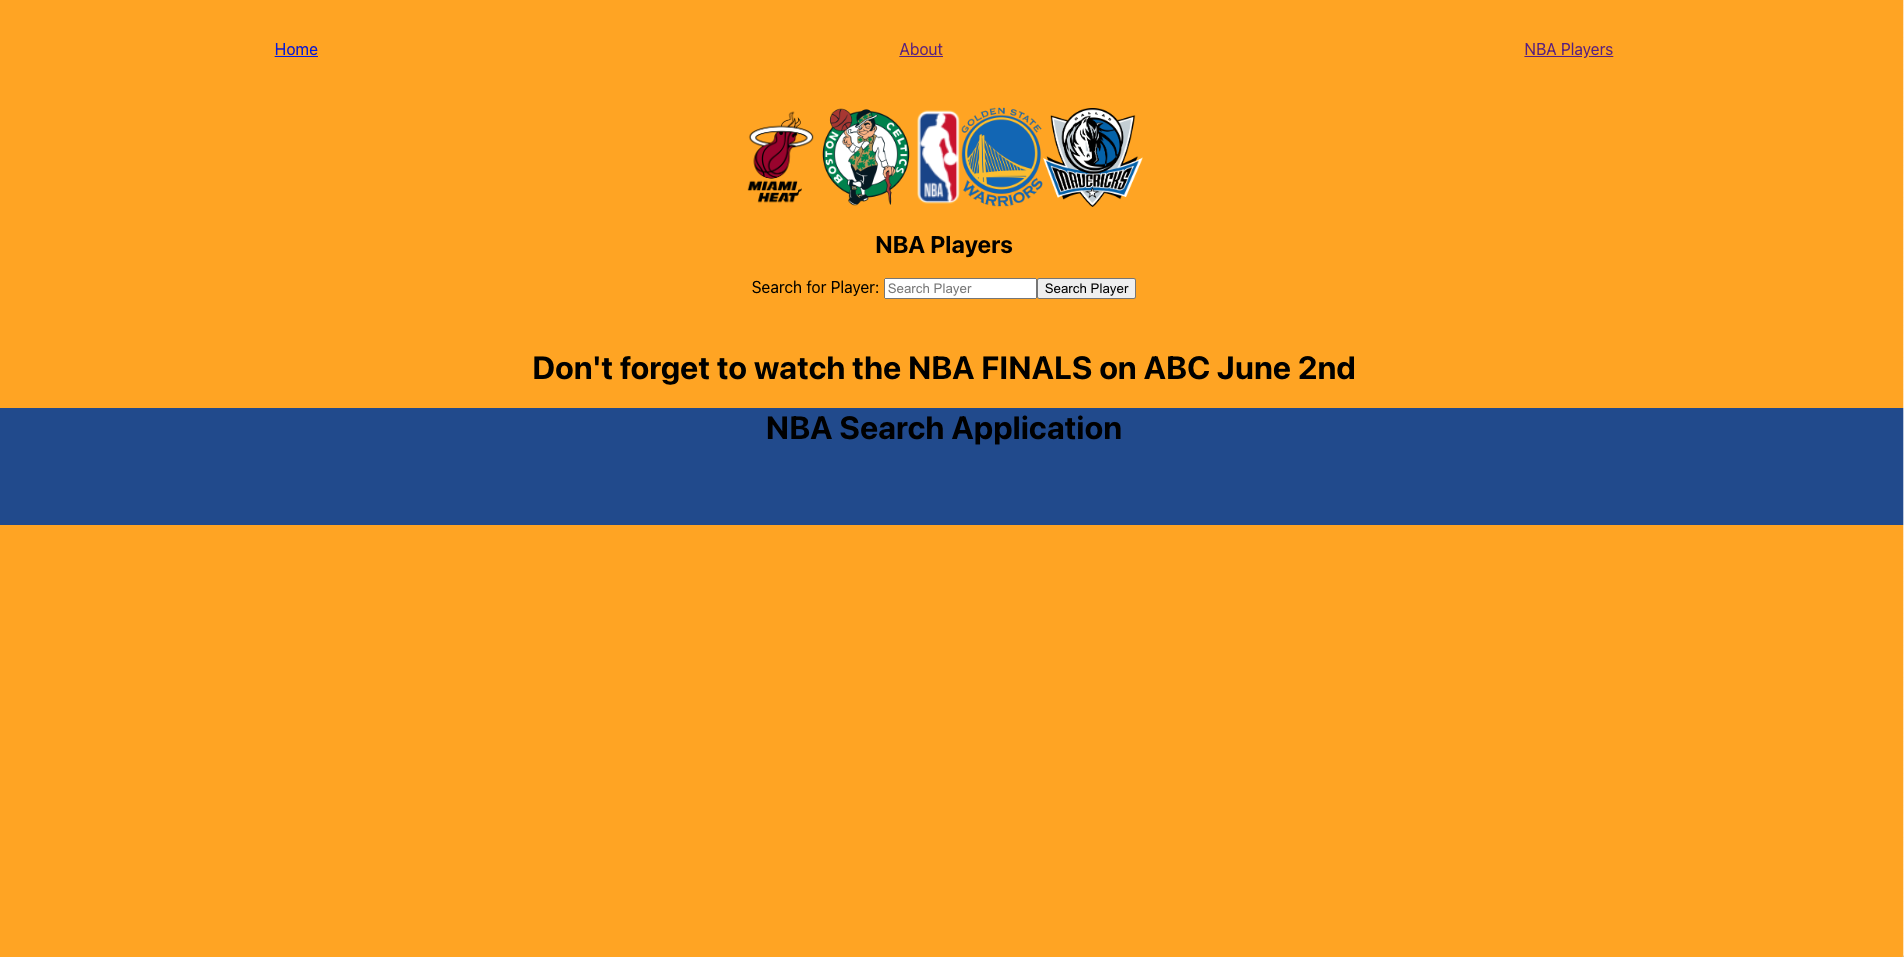 Home About NBA Players
MIAMI HEAT BOSTON CELTICS NBA GOLDEN STATE WARRIORS DALLAS MAVERICKS
NBA Players
Search for Player: Search Player Search Player
Don't forget to watch the NBA FINALS on ABC June 2nd
NBA Search Application